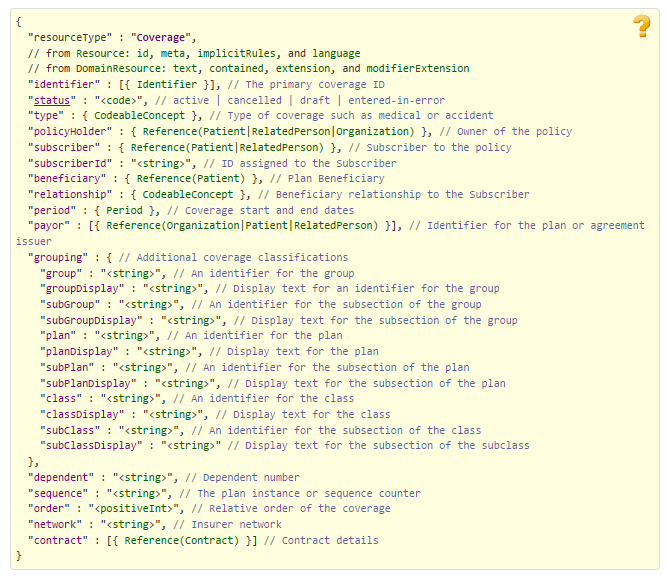 {
"resourceType" : "Coverage",
// from Resource: id, meta, implicitRules, and language
// from DomainResource: text, contained, extension, and modifierExtension
"identifier" : [{ Identifier }], // The primary coverage ID
"status" : "<code>", // active | cancelled | draft | entered-in-error
"type" : { CodeableConcept }, // Type of coverage such as medical or accident
"policyHolder" : { Reference(Patient|RelatedPerson|Organization) }, // Owner of the policy
"subscriber" : { Reference(Patient|RelatedPerson) }, // Subscriber to the policy
"subscriberId" : "<string>", // ID assigned to the Subscriber
"beneficiary" : { Reference(Patient) }, // Plan Beneficiary
"relationship" : { CodeableConcept }, // Beneficiary relationship to the Subscriber
"period" : { Period }, // Coverage start and end dates
"payor" : [{ Reference(Organization|Patient|RelatedPerson) }], // Identifier for the plan or agreement
issuer
"grouping" : { // Additional coverage classifications
"group" : "<string>", // An identifier for the group
"groupDisplay" : "<string>", // Display text for an identifier for the group
"subGroup" : "<string>", // An identifier for the subsection of the group
"subGroupDisplay" : "<string>", // Display text for the subsection of the group
"plan" : "<string>", // An identifier for the plan
"planDisplay" : "<string>", // Display text for the plan
"subPlan" : "<string>", // An identifier for the subsection of the plan
"subPlanDisplay" : "<string>", // Display text for the subsection of the plan
"class" : "<string>", // An identifier for the class
"classDisplay" : "<string>", // Display text for the class
"subClass" : "<string>", // An identifier for the subsection of the class
"subClassDisplay" : "<string>" // Display text for the subsection of the subclass
},
"dependent" : "<string>", // Dependent number
"sequence" : "<string>", // The plan instance or sequence counter
"order" : "<positiveInt>", // Relative order of the coverage
"network" : "<string>", // Insurer network
"contract" : [{ Reference(Contract) }] // Contract details
}
?